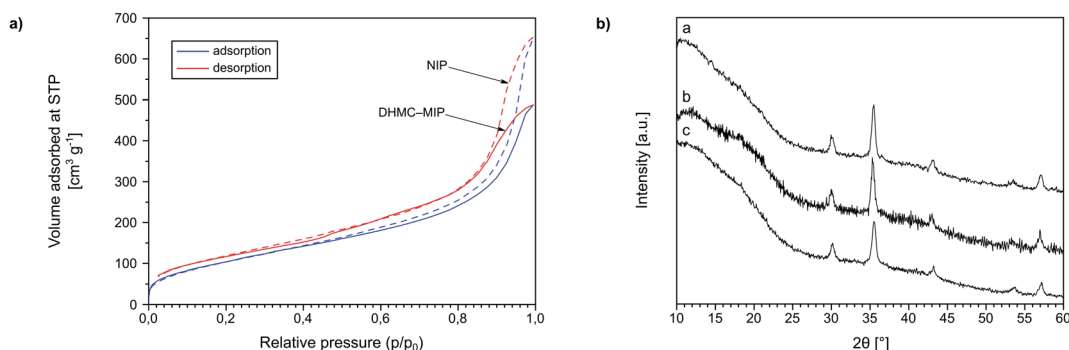 a)
Volume adsorbed at STP
[cm³ g⁻¹]
700
650
600
500
400
300
200
100
0
adsorption
desorption
NIP
DHMC–MIP
0,0
0,2
0,4
0,6
0,8
1,0
Relative pressure (p/p₀)
b)
Intensity [a.u.]
a
b
c
10
15
20
25
30
35
40
45
50
55
60
2θ [°]